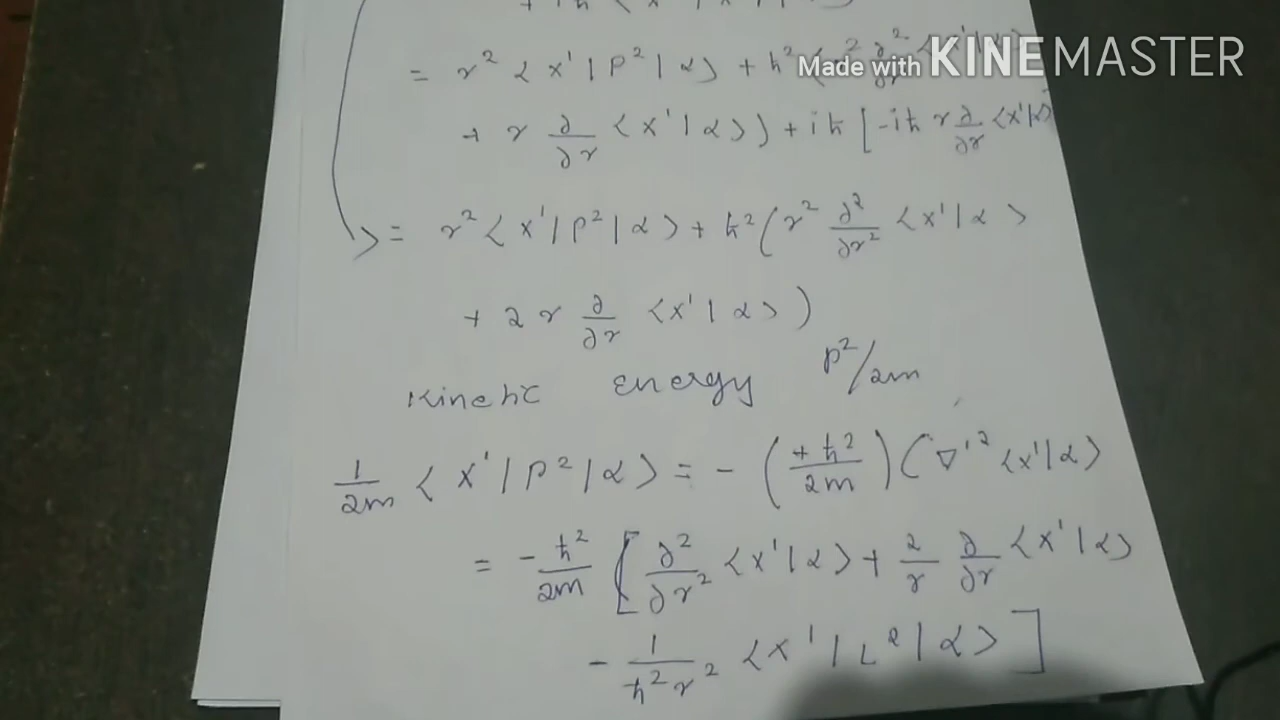 = r² ⟨x'|p²|α⟩ + ħ²
Made with KINEMASTER
+ r ∂/∂r ⟨x'|α⟩) + iħ [-iħ r ∂/∂r ⟨x'|α⟩
= r² ⟨x'|p²|α⟩ + ħ² (r² ∂²/∂r² ⟨x'|α⟩
+ 2 r ∂/∂r ⟨x'|α⟩)
Kinetic energy p²/2m
1/2m ⟨x'|p²|α⟩ = - (+ħ²/2m) (∇'² ⟨x'|α⟩
= -ħ²/2m [∂²/∂r² ⟨x'|α⟩ + 2/r ∂/∂r ⟨x'|α⟩
- 1/ħ²r² ⟨x'|L²|α⟩]